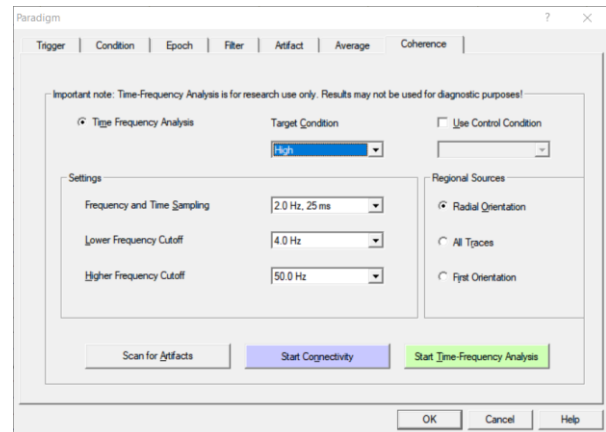 Paradigm
Trigger Condition Epoch Filter Artifact Average Coherence
Important note: Time-Frequency Analysis is for research use only. Results may not be used for diagnostic purposes!
Time Frequency Analysis Target Condition Use Control Condition
High
Settings Regional Sources
Frequency and Time Sampling 2.0 Hz, 25 ms Radial Orientation
Lower Frequency Cutoff 4.0 Hz All Traces
Higher Frequency Cutoff 50.0 Hz First Orientation
Scan for Artifacts Start Connectivity Start Time-Frequency Analysis
OK Cancel Help